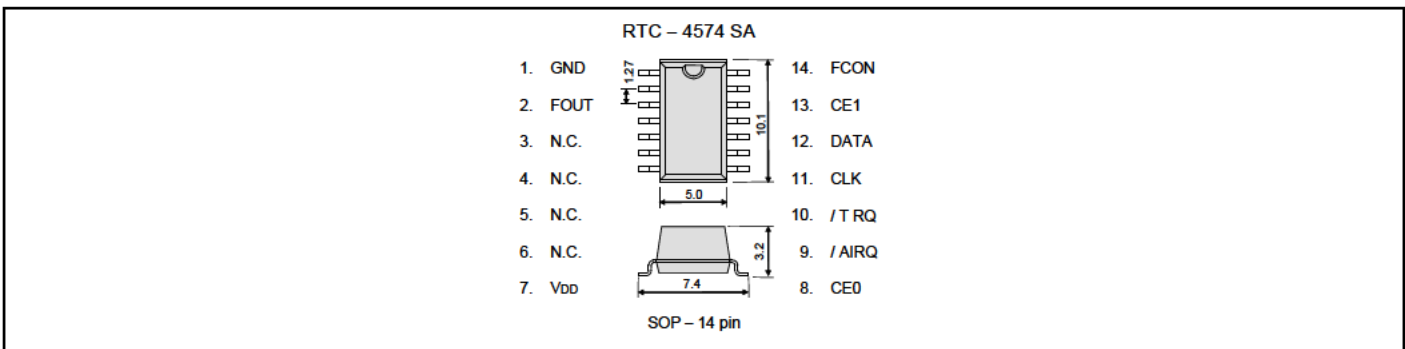 RTC – 4574 SA
1. GND
2. FOUT
3. N.C.
4. N.C.
5. N.C.
6. N.C.
7. VDD
1.27
10.1
5.0
3.2
7.4
14. FCON
13. CE1
12. DATA
11. CLK
10. / T RQ
9. / AIRQ
8. CE0
SOP – 14 pin